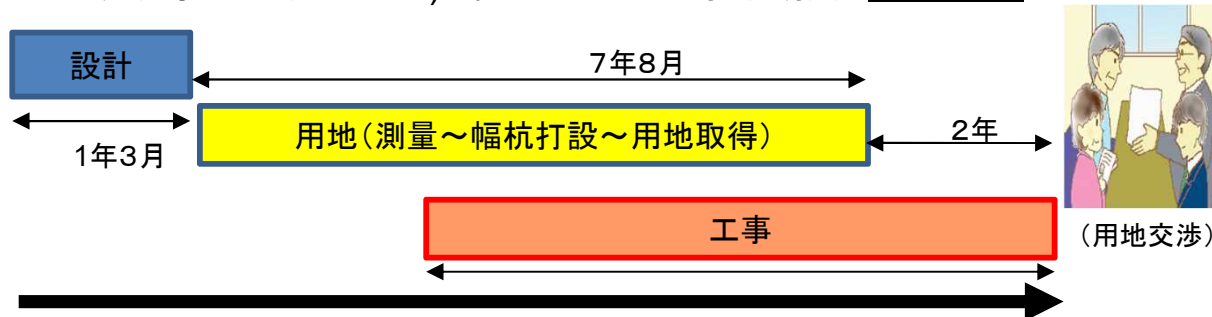 設計
7年8月
1年3月
用地(測量~幅杭打設~用地取得)
2年
工事
(用地交渉)